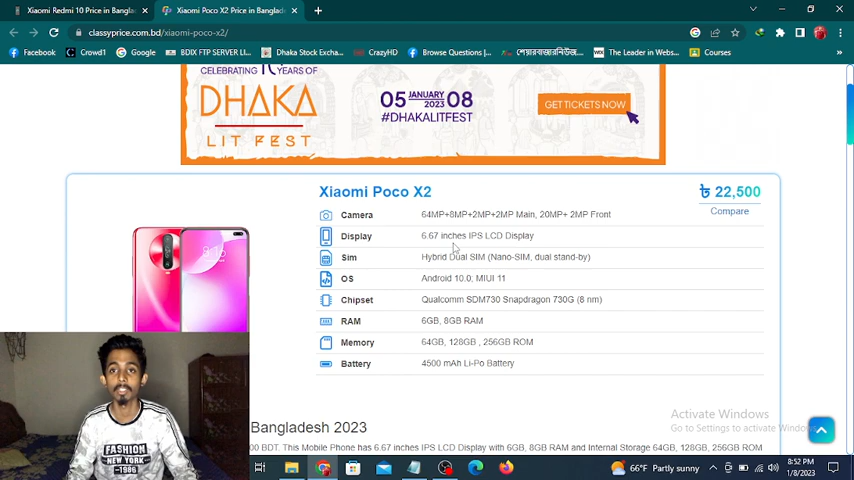 Xiaomi Redmi 10 Price in Banglad
Xiaomi Poco X2 Price in Banglade
classyprice.com.bd/xiaomi-poco-x2/
Facebook
Crowd1
Google
BDIX FTP SERVER LI...
Dhaka Stock Excha...
CrazyHD
Browse Questions |...
শেয়ারবাজারনিউজ...
WIX
The Leader in Webs...
Courses
CELEBRATING 10 YEARS OF
DHAKA
LIT FEST
05 JANUARY 2023 08
#DHAKALITFEST
GET TICKETS NOW
Xiaomi Poco X2
৳ 22,500
Compare
Camera 64MP+8MP+2MP+2MP Main, 20MP+ 2MP Front
Display 6.67 inches IPS LCD Display
Sim Hybrid Dual SIM (Nano-SIM, dual stand-by)
OS Android 10.0; MIUI 11
Chipset Qualcomm SDM730 Snapdragon 730G (8 nm)
RAM 6GB, 8GB RAM
Memory 64GB, 128GB , 256GB ROM
Battery 4500 mAh Li-Po Battery
Bangladesh 2023
00 BDT. This Mobile Phone has 6.67 inches IPS LCD Display with 6GB, 8GB RAM and Internal Storage 64GB, 128GB, 256GB ROM
FASHION
NEW YORK
-1986-
Activate Windows
Go to Settings to activate Windows.
66°F Partly sunny
8:52 PM
1/8/2023